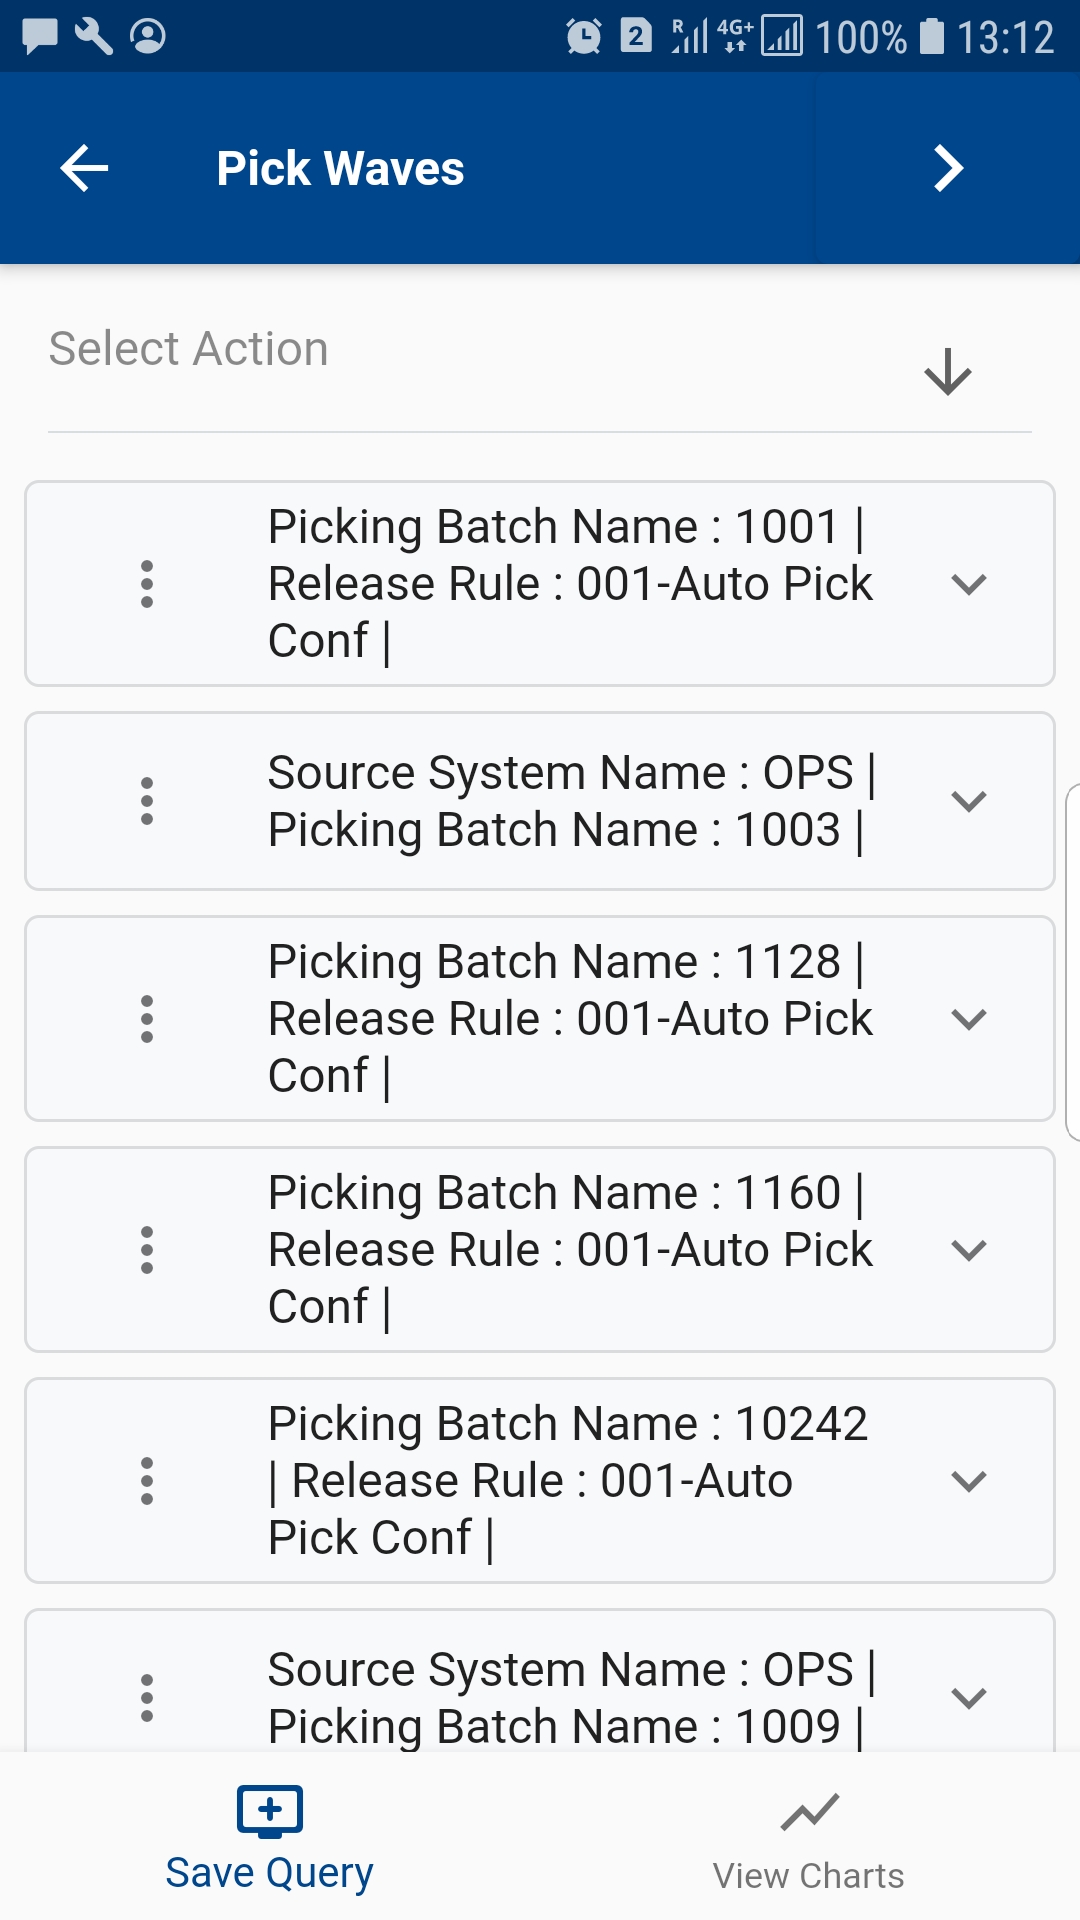 2 R 4G+ 100% 13:12
Pick Waves
Select Action
Picking Batch Name : 1001 |
Release Rule : 001-Auto Pick
Conf |
Source System Name : OPS |
Picking Batch Name : 1003 |
Picking Batch Name : 1128 |
Release Rule : 001-Auto Pick
Conf |
Picking Batch Name : 1160 |
Release Rule : 001-Auto Pick
Conf |
Picking Batch Name : 10242
| Release Rule : 001-Auto
Pick Conf |
Source System Name : OPS |
Picking Batch Name : 1009 |
Save Query
View Charts